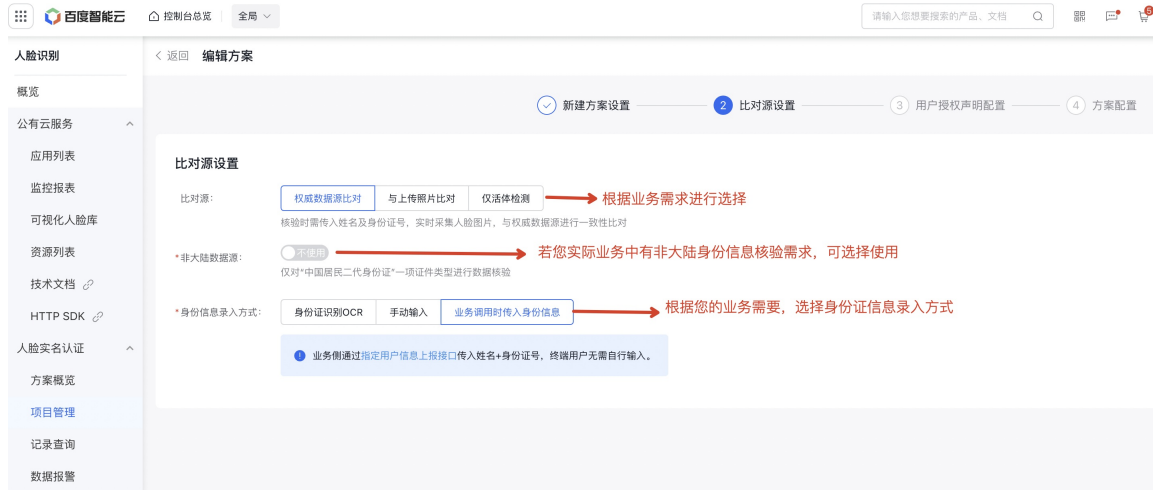 百度智能云 控制台总览 全局 请输入您想要搜索的产品、文档 6
人脸识别 返回 编辑方案
概览
新建方案设置 2 比对源设置 3 用户授权声明配置 4 方案配置
公有云服务
应用列表
比对源设置
监控报表
比对源: 权威数据源比对 与上传照片比对 仅活体检测 根据业务需求进行选择
可视化人脸库
核验时需传入姓名及身份证号，实时采集人脸图片，与权威数据源进行一致性比对
资源列表
*非大陆数据源: 不使用 若您实际业务中有非大陆身份信息核验需求，可选择使用
仅对“中国居民二代身份证”一项证件类型进行数据核验
技术文档
HTTP SDK
*身份信息录入方式: 身份证识别OCR 手动输入 业务调用时传入身份信息 根据您的业务需要，选择身份证信息录入方式
人脸实名认证
业务侧通过指定用户信息上报接口传入姓名+身份证号，终端用户无需自行输入。
方案概览
项目管理
记录查询
数据报警